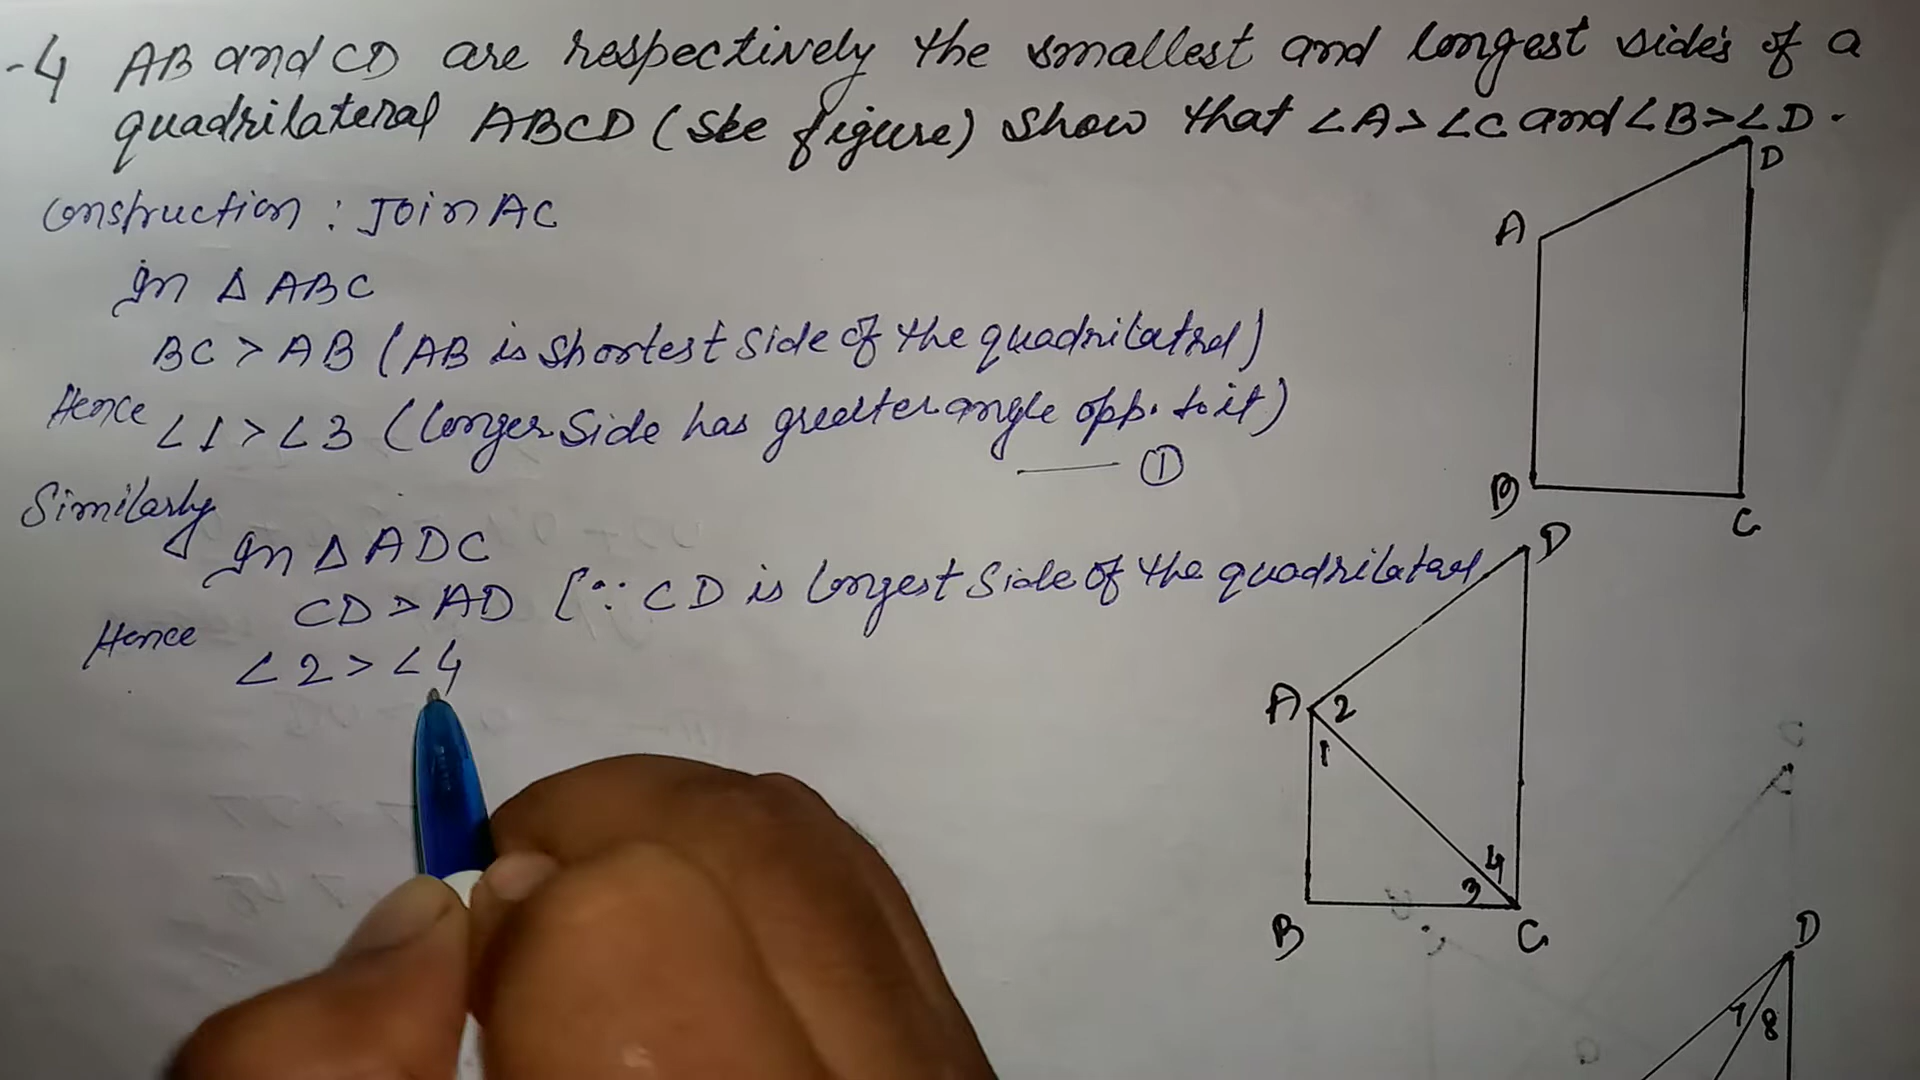 -4 AB and CD are respectively the smallest and longest sides of a
quadrilateral ABCD (see figure) show that ∠A > ∠C and ∠B > ∠D.
Construction : Join AC
In Δ ABC
BC > AB (AB is shortest side of the quadrilatral)
Hence ∠1 > ∠3 (longer side has greater angle opp. to it)
①
Similarly
In Δ ADC
CD > AD [∵ CD is longest side of the quadrilateral
Hence
∠2 > ∠4
D
A
B
C
D
A 2
1
4
3
B
C
D
7 8